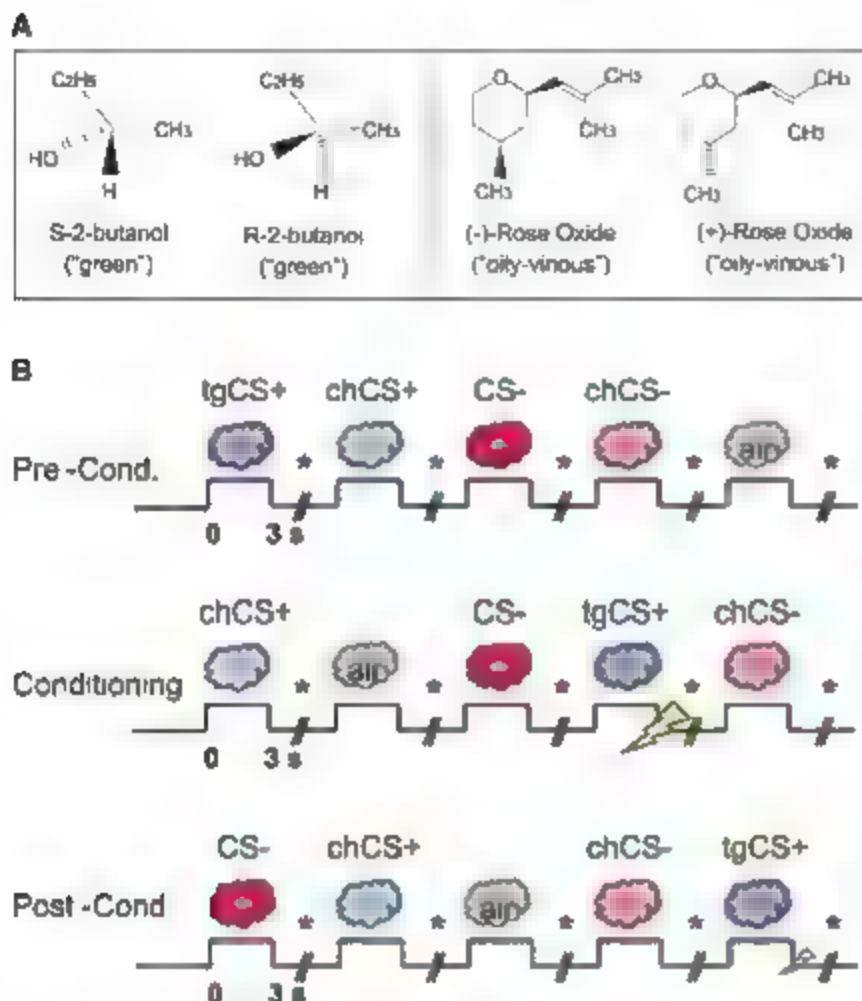 A
C2H5 C2H5 O CH3 O CH3
CH3 CH3 CH3 CH3
HO HO
H H CH3 CH3
S-2-butanol R-2-butanol (-)-Rose Oxide (+)-Rose Oxide
("green") ("green") ("oily-vinous") ("oily-vinous")
B
tgCS+ chCS+ CS- chCS-
air
Pre-Cond. * * * * *
0 3 s
chCS+ CS- tgCS+ chCS-
air
Conditioning * * * * *
0 3 s
CS- chCS+ chCS- tgCS+
air
Post-Cond * * * * *
0 3 s